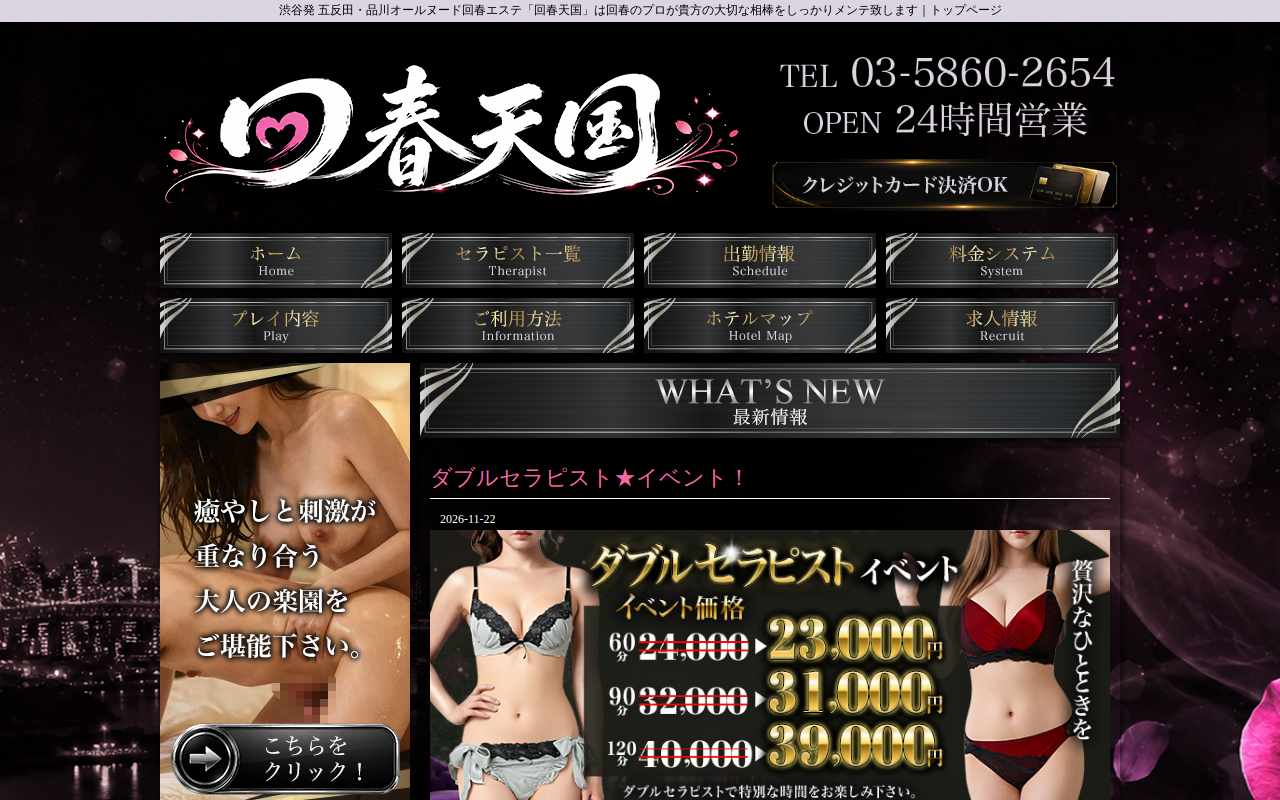 渋谷発 五反田・品川オールヌード回春エステ「回春天国」は回春のプロが貴方の大切な相棒をしっかりメンテ致します｜トップページ
回春天国
TEL 03-5860-2654
OPEN 24時間営業
クレジットカード決済OK
ホーム
Home
セラピスト一覧
Therapist
出勤情報
Schedule
料金システム
System
プレイ内容
Play
ご利用方法
Information
ホテルマップ
Hotel Map
求人情報
Recruit
癒やしと刺激が
重なり合う
大人の楽園を
ご堪能下さい。
こちらを
クリック！
WHAT'S NEW
最新情報
ダブルセラピスト★イベント！
2026-11-22
ダブルセラピストイベント
イベント価格
60分 24,000 23,000円
90分 32,000 31,000円
120分 40,000 39,000円
ダブルセラピストで特別な時間をお楽しみ下さい。
贅沢なひとときを